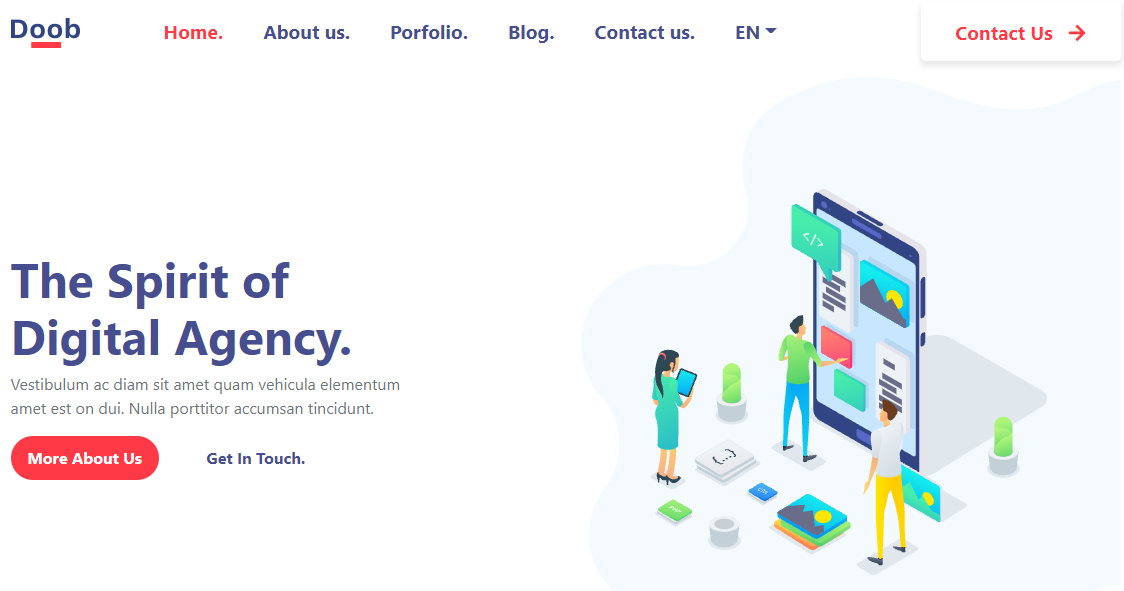 Doob
Home. About us. Porfolio. Blog. Contact us. EN
Contact Us
</>
The Spirit of
Digital Agency.
Vestibulum ac diam sit amet quam vehicula elementum
amet est on dui. Nulla porttitor accumsan tincidunt.
More About Us Get In Touch.
{...}